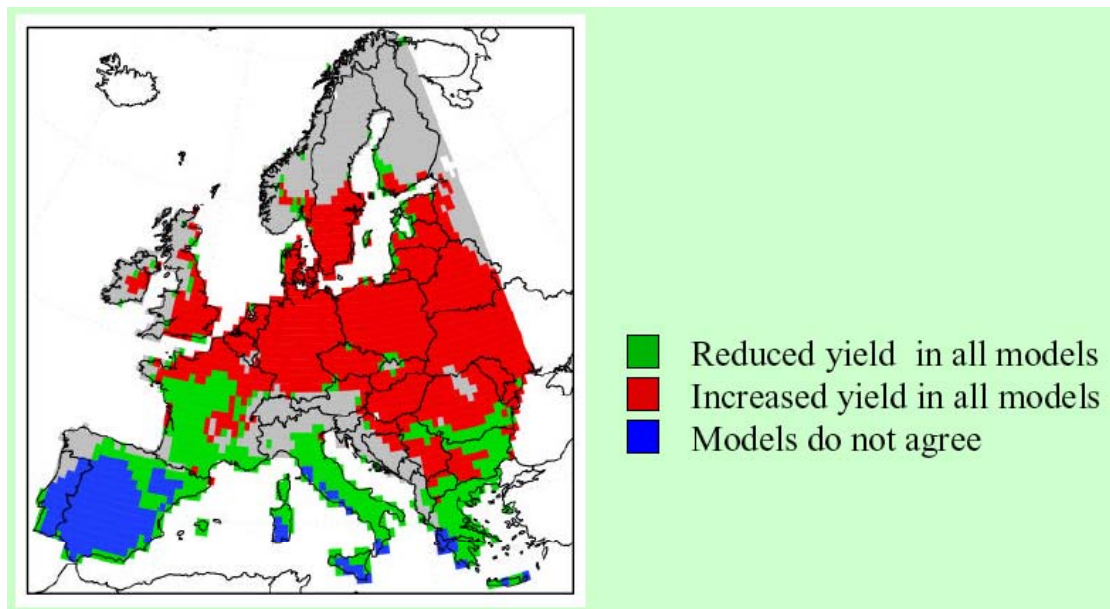 Reduced yield in all models
Increased yield in all models
Models do not agree